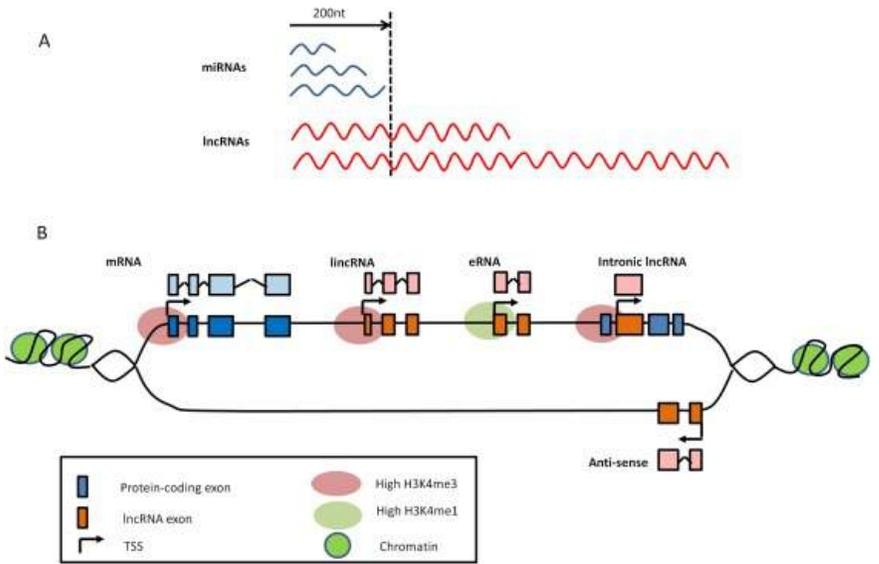 200nt
A
miRNAs
lncRNAs
B
mRNA
lincRNA
eRNA
Intronic lncRNA
Anti-sense
Protein-coding exon
High H3K4me3
lncRNA exon
High H3K4me1
TSS
Chromatin